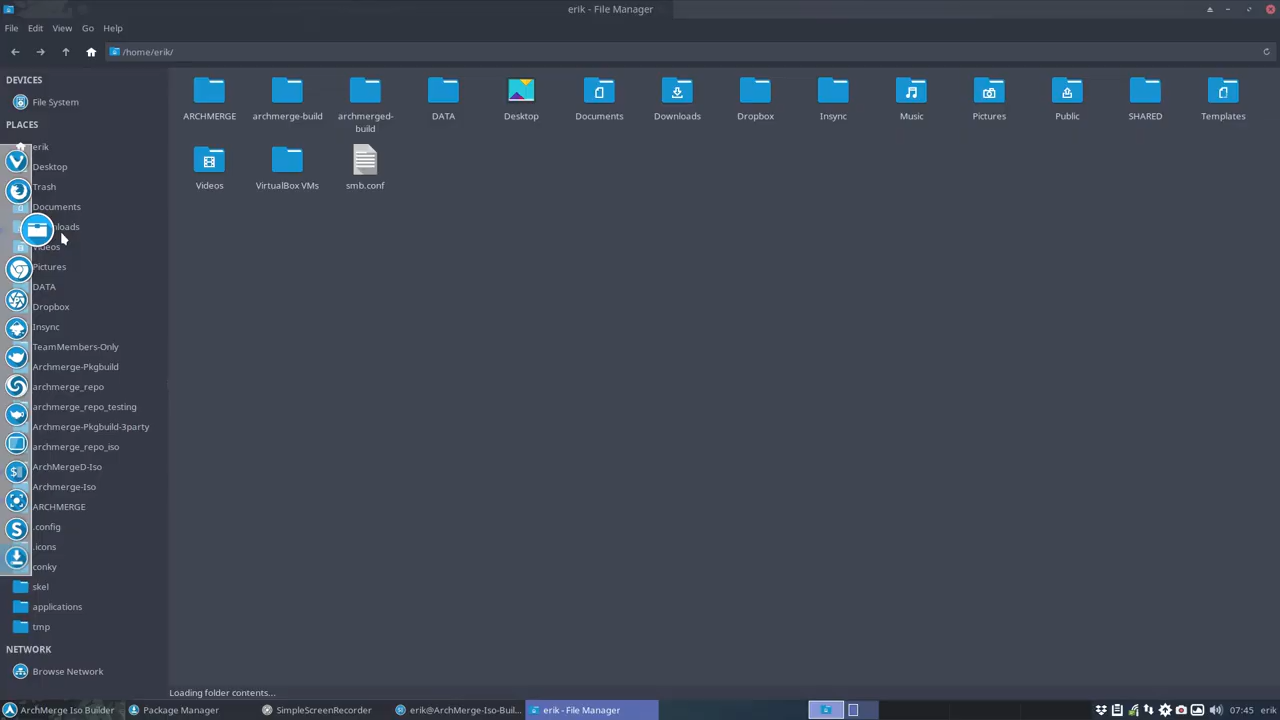 erik - File Manager
File Edit View Go Help
/home/erik/
DEVICES
File System
PLACES
erik
Desktop
Trash
Documents
nloads
Videos
Pictures
DATA
Dropbox
Insync
TeamMembers-Only
Archmerge-Pkgbuild
archmerge_repo
archmerge_repo_testing
Archmerge-Pkgbuild-3party
archmerge_repo_iso
ArchMergeD-Iso
Archmerge-Iso
ARCHMERGE
.config
.icons
conky
skel
applications
tmp
NETWORK
Browse Network
ARCHMERGE archmerge-build archmerged- DATA Desktop Documents Downloads Dropbox Insync Music Pictures Public SHARED Templates
build
Videos VirtualBox VMs smb.conf
Loading folder contents...
ArchMerge Iso Builder Package Manager SimpleScreenRecorder erik@ArchMerge-Iso-Buil... erik - File Manager 07:45 erik